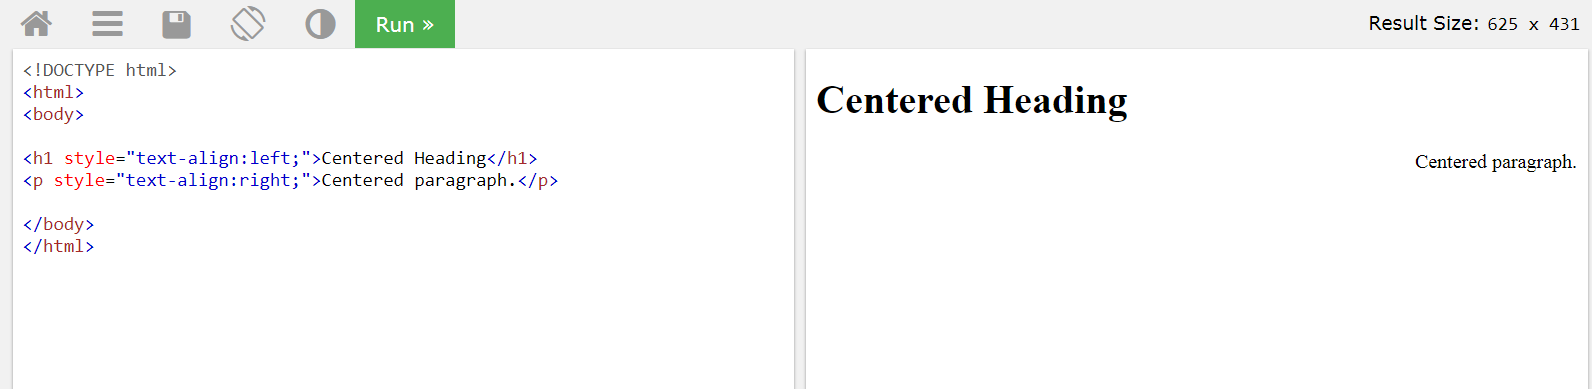 Run »
Result Size: 625 x 431
<!DOCTYPE html>
<html>
<body>
<h1 style="text-align:left;">Centered Heading</h1>
<p style="text-align:right;">Centered paragraph.</p>
</body>
</html>
Centered Heading
Centered paragraph.